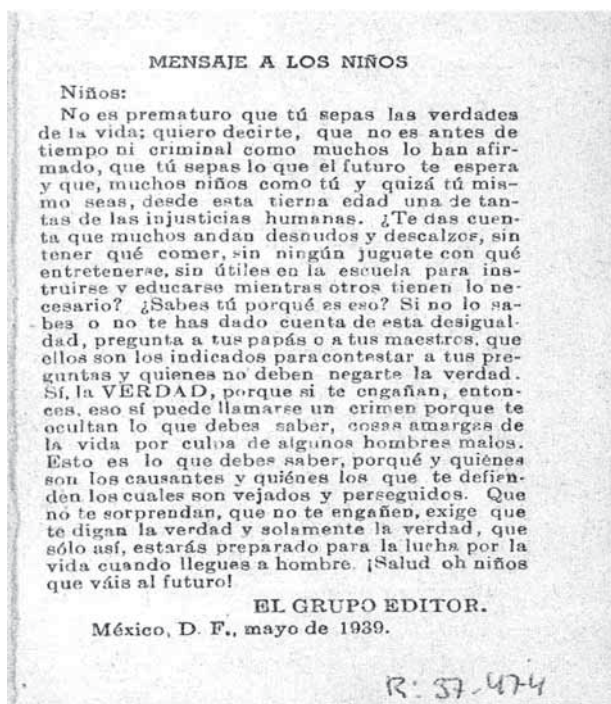 MENSAJE A LOS NIÑOS
Niños:
No es prematuro que tú sepas las verdades
de la vida; quiero decirte, que no es antes de
tiempo ni criminal como muchos lo han afir-
mado, que tú sepas lo que el futuro te espera
y que, muchos niños como tú y quizá tú mis-
mo seas, desde esta tierna edad una de tan-
tas de las injusticias humanas. ¿Te das cuen-
ta que muchos andan desnudos y descalzos, sin
tener qué comer, sin ningún juguete con qué
entretenerse, sin útiles en la escuela para ins-
truirse y educarse mientras otros tienen lo ne-
cesario? ¿Sabes tú porqué es eso? Si no lo sa-
bes o no te has dado cuenta de esta desigual-
dad, pregunta a tus papás o a tus maestros, que
ellos son los indicados paracontestar a tus pre-
guntas y quienes no deben negarte la verdad.
Sí, la VERDAD, porque si te engañan, enton-
ces, eso sí puede llamarse un crimen porque te
ocultan lo que debes saber, cosas amargas de
la vida por culpa de algunos hombres malos.
Esto es lo que debes saber, porqué y quiénes
son los causantes y quiénes los que te defien-
den los cuales son vejados y perseguidos. Que
no te sorprendan, que no te engañen, exige que
te digan la verdad y solamente la verdad, que
sólo así, estarás preparado para la lucha por la
vida cuando llegues a hombre. ¡Salud oh niños
que váis al futuro!
EL GRUPO EDITOR.
México, D. F., mayo de 1939.
R: 37-474